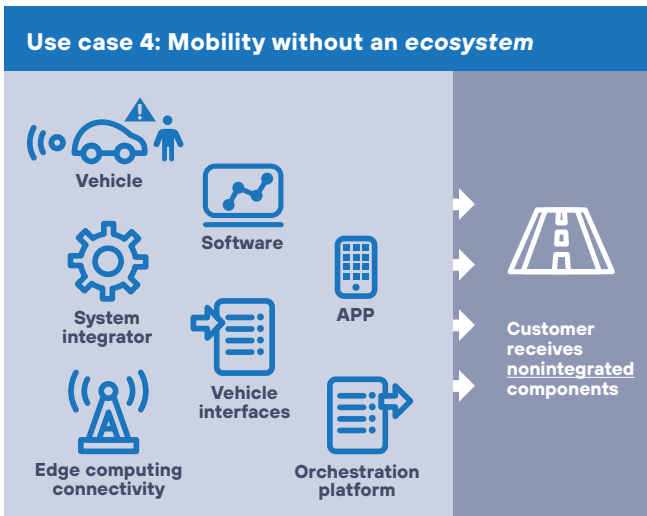 Use case 4: Mobility without an ecosystem
Vehicle
Software
System
integrator
APP
Vehicle
interfaces
Edge computing
connectivity
Orchestration
platform
Customer
receives
nonintegrated
components